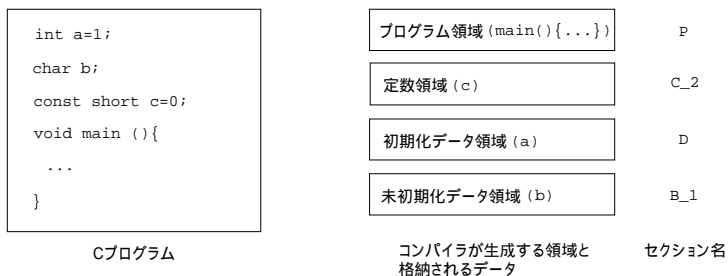 int a=1;
char b;
const short c=0;
void main (){
...
}
Cプログラム
プログラム領域(main(){...}) P
定数領域(c) C_2
初期化データ領域(a) D
未初期化データ領域(b) B_1
コンパイラが生成する領域と
格納されるデータ
セクション名